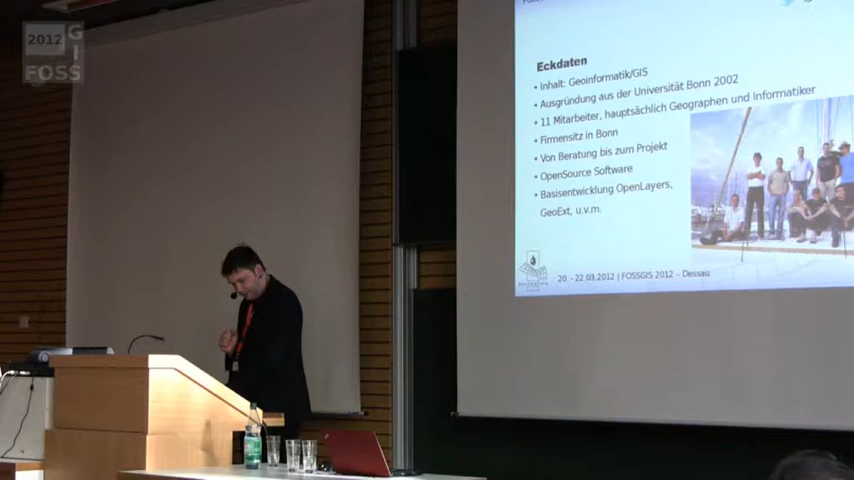 2012 G
I
FOSS S
Eckdaten
• Inhalt: Geoinformatik/GIS
• Ausgründung aus der Universität Bonn 2002
• 11 Mitarbeiter, hauptsächlich Geographen und Informatiker
• Firmensitz in Bonn
• Von Beratung bis zum Projekt
• OpenSource Software
• Basisentwicklung OpenLayers,
GeoExt, u.v.m.
20. - 22.03.2012 | FOSSGIS 2012 - Dessau